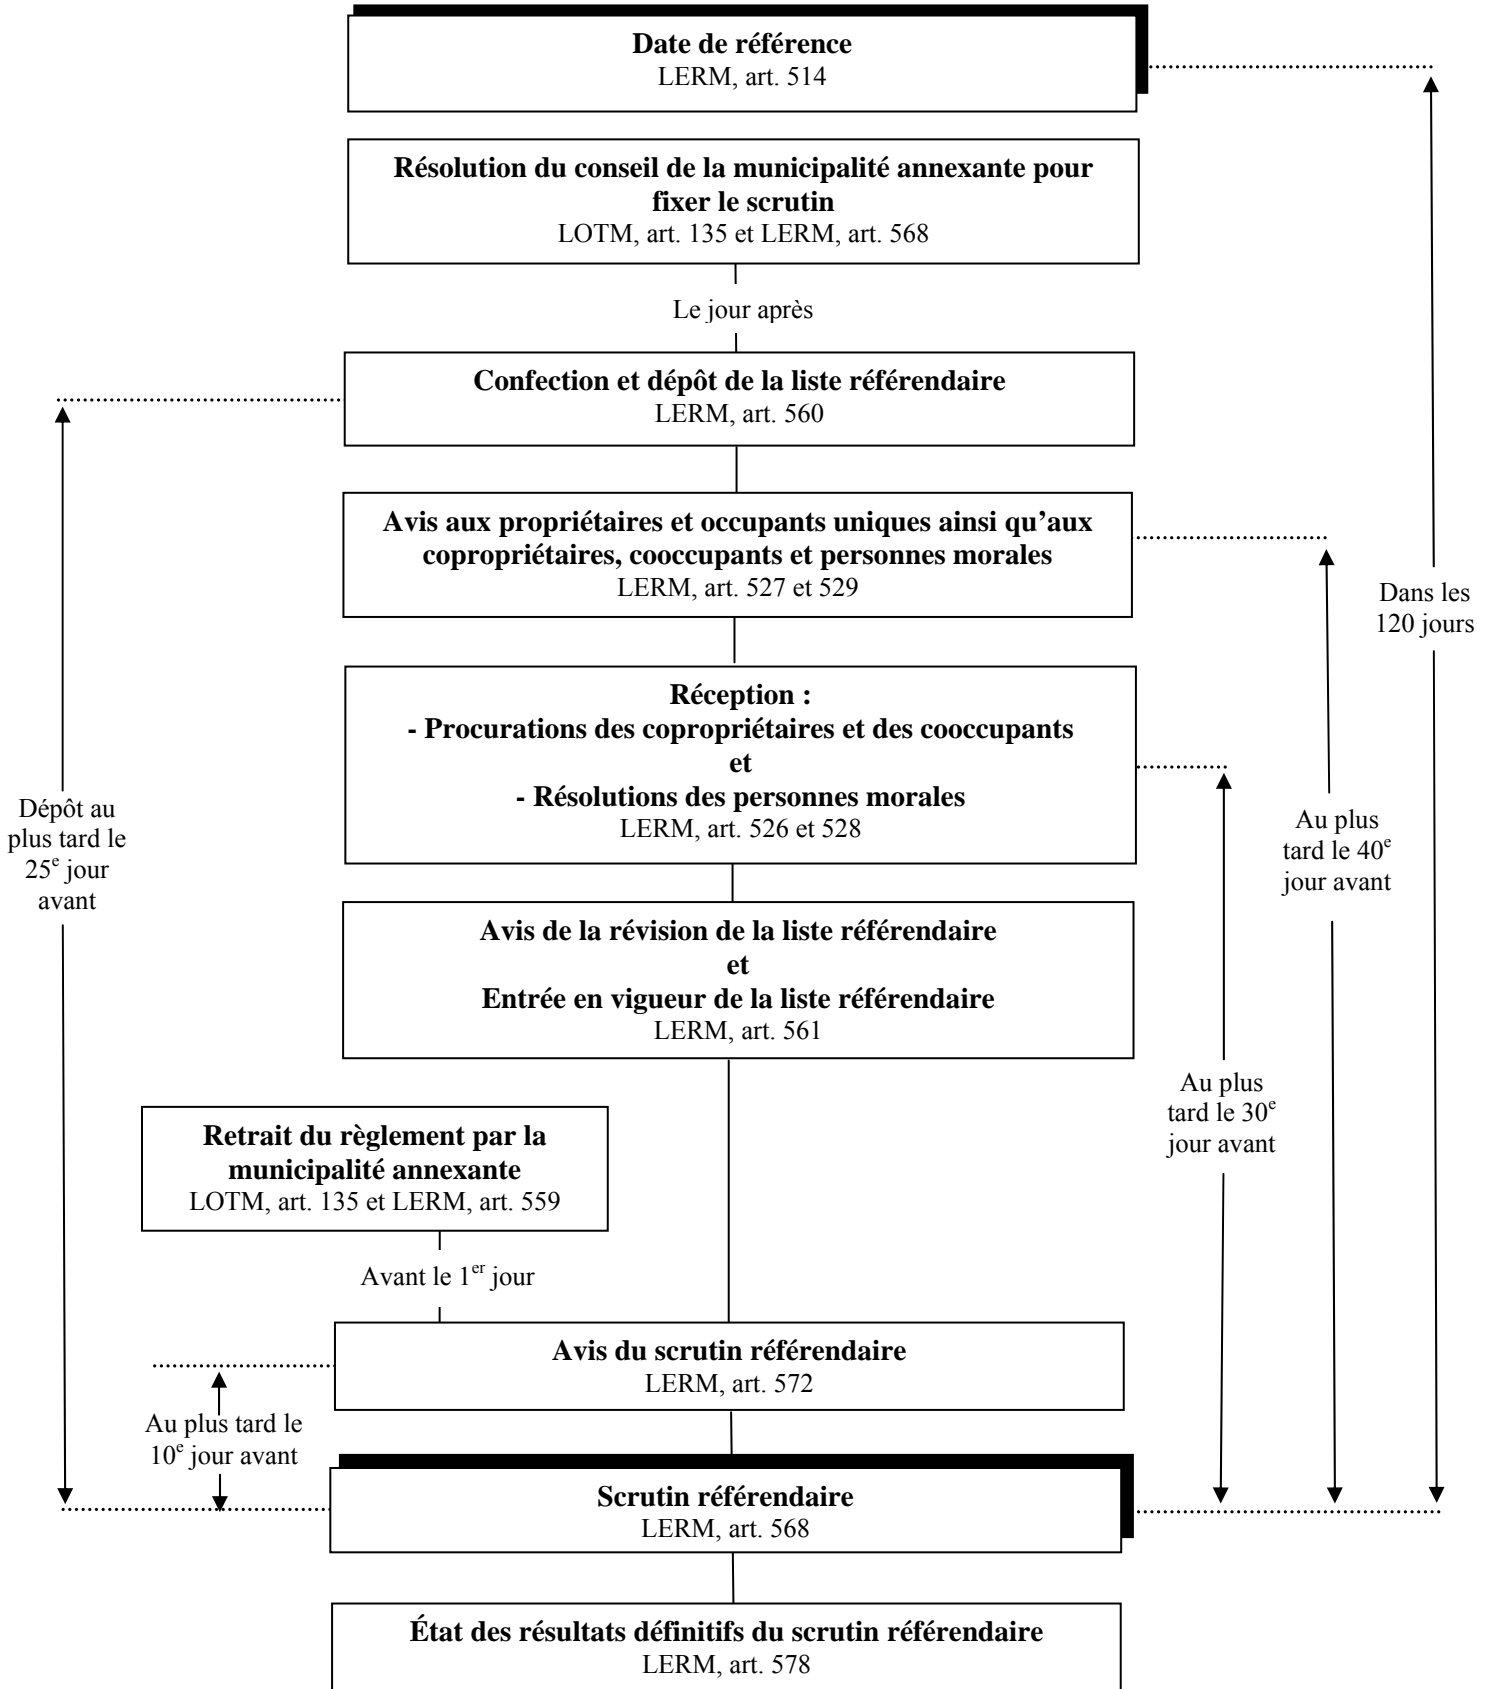 Date de référence
LERM, art. 514
Résolution du conseil de la municipalité annexante pour
fixer le scrutin
LOTM, art. 135 et LERM, art. 568
Le jour après
Confection et dépôt de la liste référendaire
LERM, art. 560
Avis aux propriétaires et occupants uniques ainsi qu’aux
copropriétaires, cooccupants et personnes morales
LERM, art. 527 et 529
Dans les
120 jours
Réception :
- Procurations des copropriétaires et des cooccupants
et
- Résolutions des personnes morales
LERM, art. 526 et 528
Dépôt au
plus tard le
25e jour
avant
Au plus
tard le 40e
jour avant
Avis de la révision de la liste référendaire
et
Entrée en vigueur de la liste référendaire
LERM, art. 561
Au plus
tard le 30e
jour avant
Retrait du règlement par la
municipalité annexante
LOTM, art. 135 et LERM, art. 559
Avant le 1er jour
Avis du scrutin référendaire
LERM, art. 572
Au plus tard le
10e jour avant
Scrutin référendaire
LERM, art. 568
État des résultats définitifs du scrutin référendaire
LERM, art. 578